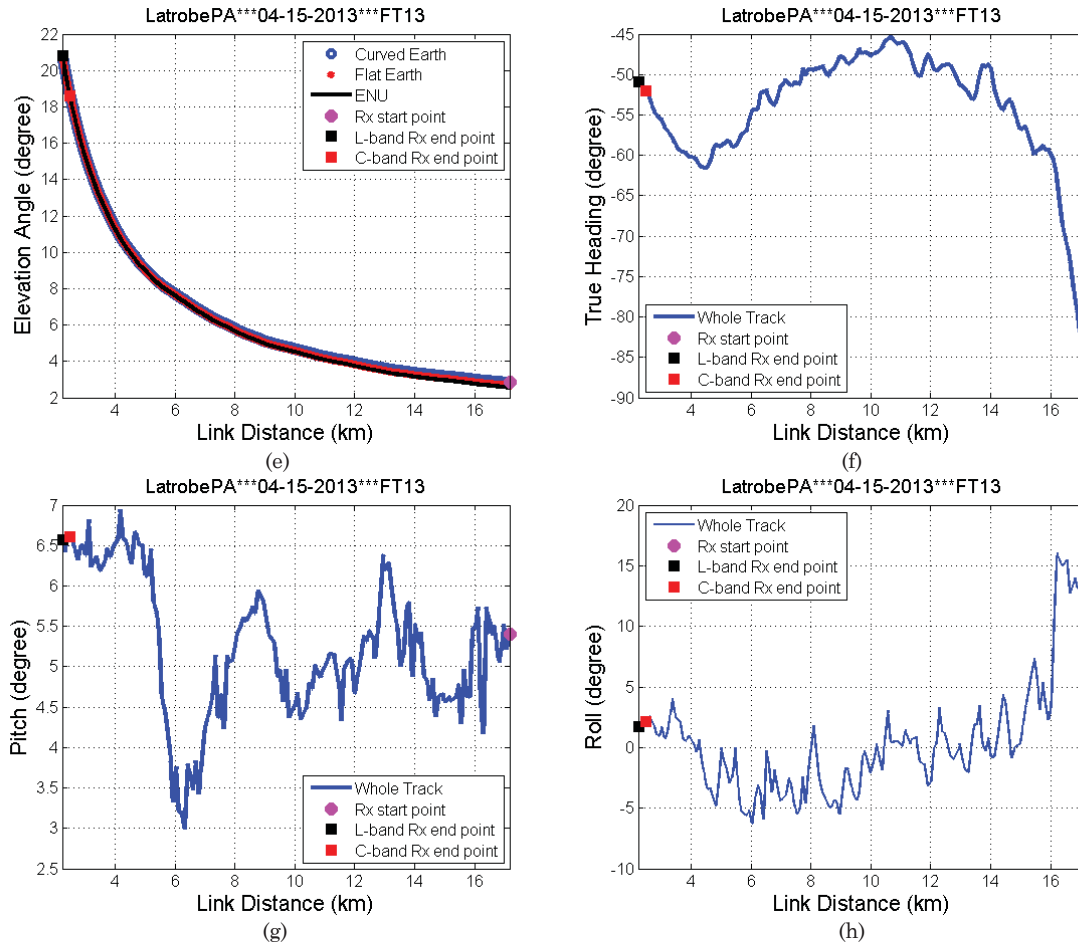 LatrobePA***04-15-2013***FT13
Elevation Angle (degree)
22
20
18
16
14
12
10
8
6
4
2
Curved Earth
Flat Earth
ENU
Rx start point
L-band Rx end point
C-band Rx end point
4 6 8 10 12 14 16
Link Distance (km)
(e)
LatrobePA***04-15-2013***FT13
True Heading (degree)
-45
-50
-55
-60
-65
-70
-75
-80
-85
-90
Whole Track
Rx start point
L-band Rx end point
C-band Rx end point
4 6 8 10 12 14 16
Link Distance (km)
(f)
LatrobePA***04-15-2013***FT13
Pitch (degree)
7
6.5
6
5.5
5
4.5
4
3.5
3
2.5
Whole Track
Rx start point
L-band Rx end point
C-band Rx end point
4 6 8 10 12 14 16
Link Distance (km)
(g)
LatrobePA***04-15-2013***FT13
Roll (degree)
20
15
10
5
0
-5
-10
Whole Track
Rx start point
L-band Rx end point
C-band Rx end point
4 6 8 10 12 14 16
Link Distance (km)
(h)